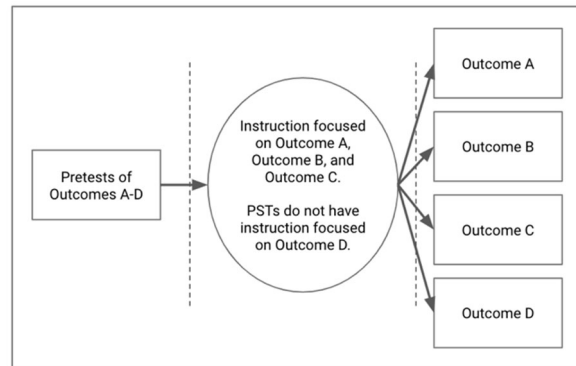 Pretests of
Outcomes A-D
Instruction focused
on Outcome A,
Outcome B, and
Outcome C.
PSTs do not have
instruction focused
on Outcome D.
Outcome A
Outcome B
Outcome C
Outcome D